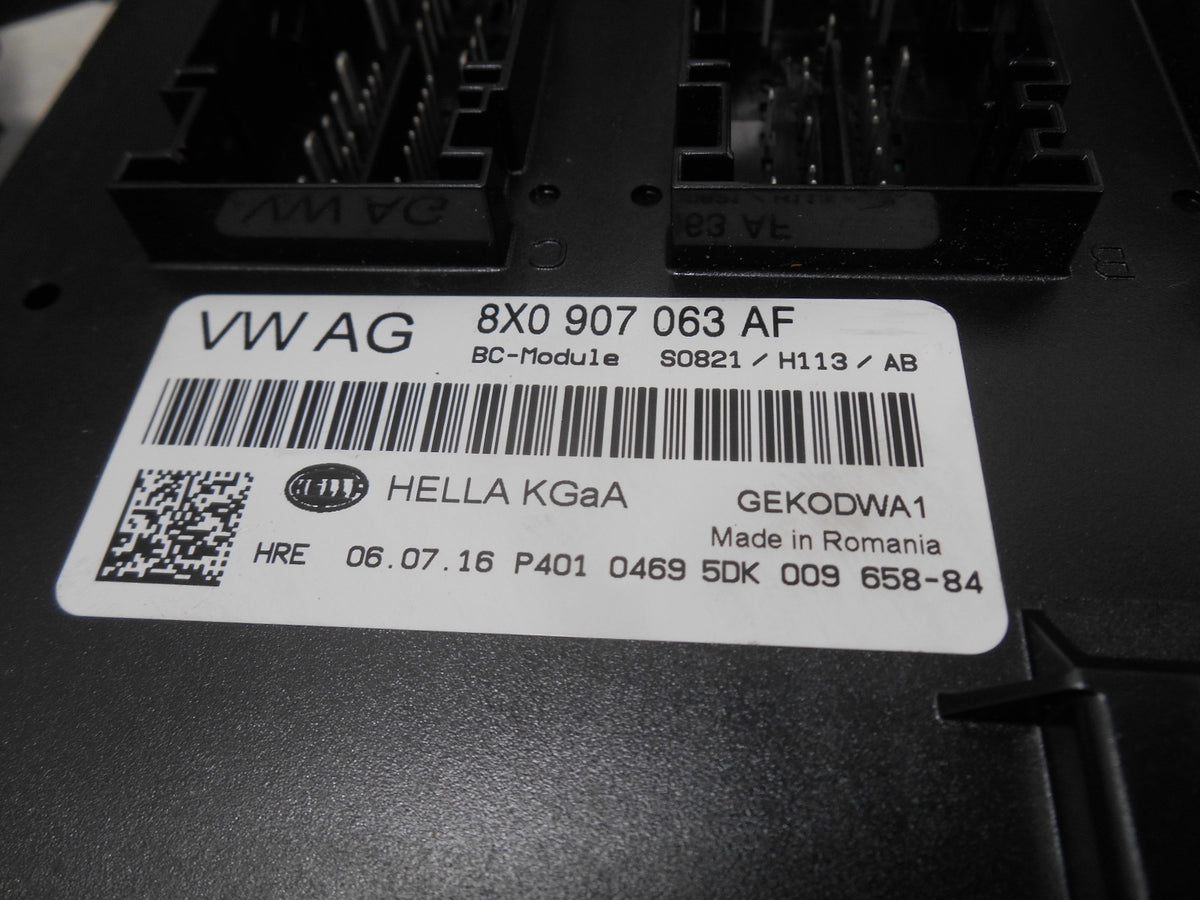 C
B
VW AG 8X0 907 063 AF
BC-Module S0821 / H113 / AB
HELLA HELLA KGaA GEKODWA1
Made in Romania
HRE 06.07.16 P401 0469 5DK 009 658-84